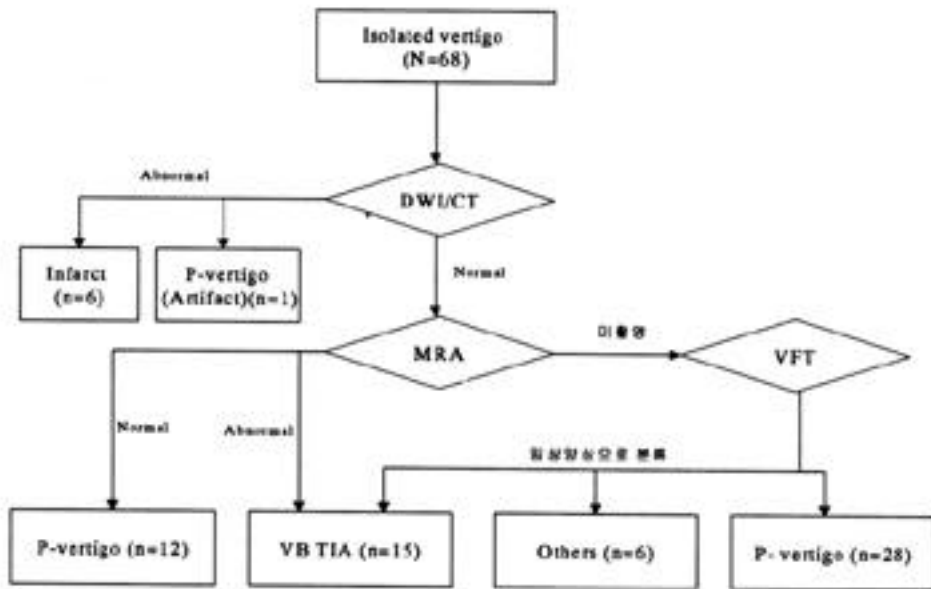 Isolated vertigo
(N=68)
Abnormal
DWI/CT
Infarct
(n=6)
P-vertigo
(Artifact)(n=1)
Normal
MRA
미촬영
VFT
Normal
Abnormal
임상양상으로 분류
P-vertigo (n=12)
VB TIA (n=15)
Others (n=6)
P- vertigo (n=28)